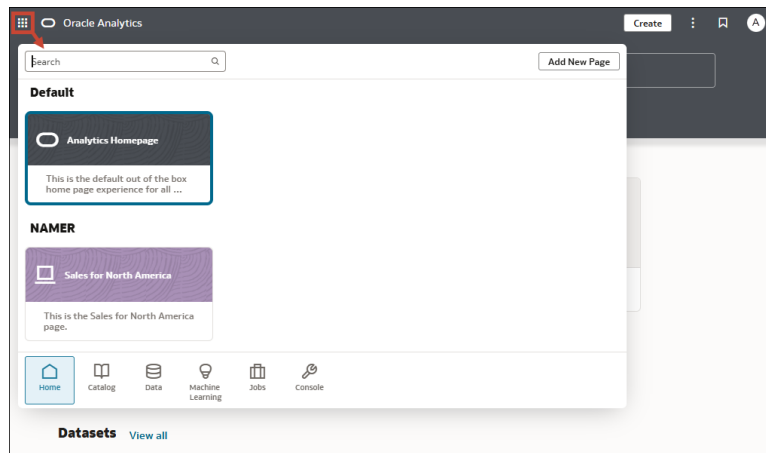 Oracle Analytics
Create
A
Search
Add New Page
Default
Analytics Homepage
This is the default out of the box
home page experience for all ...
NAMER
Sales for North America
This is the Sales for North America
page.
Home
Catalog
Data
Machine
Learning
Jobs
Console
Datasets View all